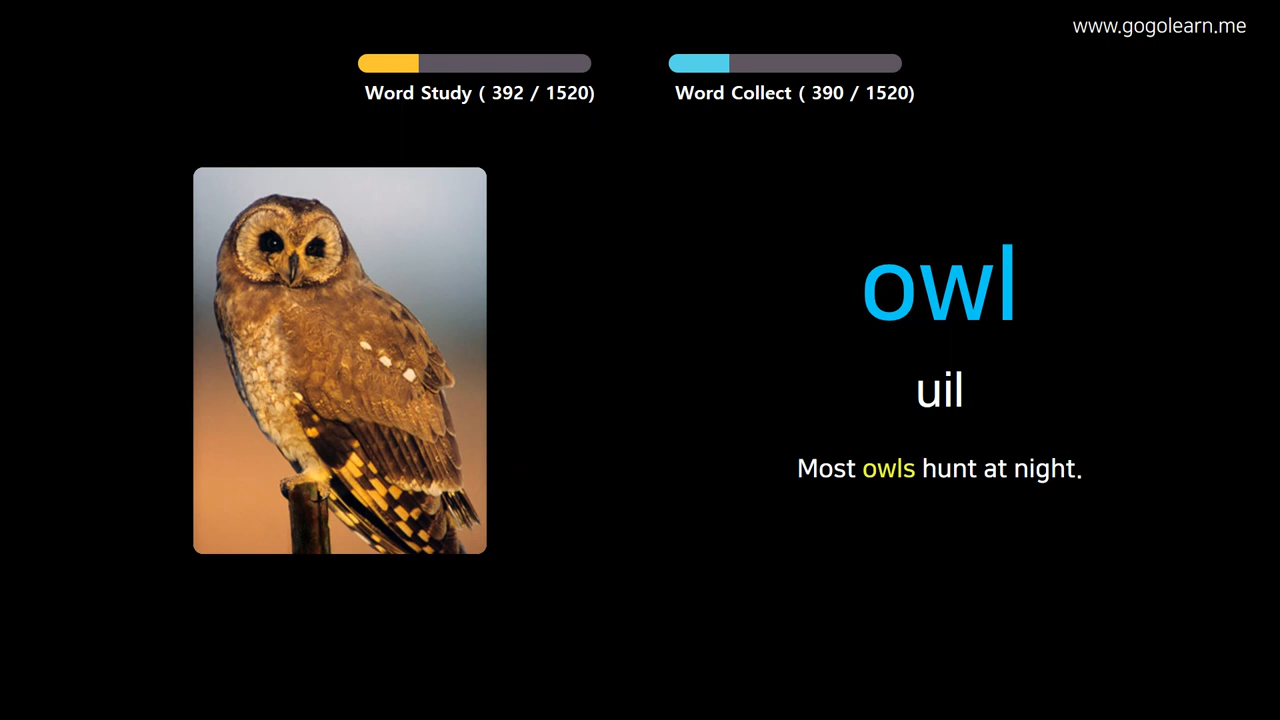 www.gogolearn.me
Word Study ( 392 / 1520)
Word Collect ( 390 / 1520)
owl
uil
Most owls hunt at night.